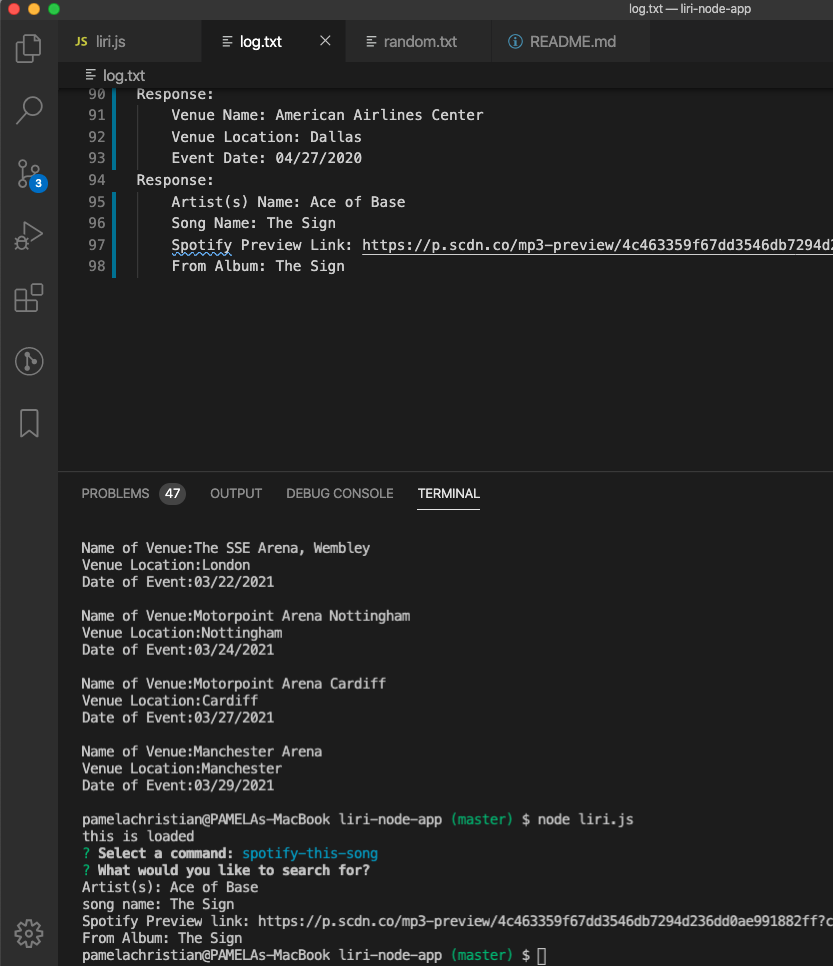 log.txt — liri-node-app
JS liri.js
log.txt
random.txt
README.md
log.txt
90 Response:
91 Venue Name: American Airlines Center
92 Venue Location: Dallas
93 Event Date: 04/27/2020
94 Response:
95 Artist(s) Name: Ace of Base
96 Song Name: The Sign
97 Spotify Preview Link: https://p.scdn.co/mp3-preview/4c463359f67dd3546db7294d2
98 From Album: The Sign
3
PROBLEMS 47 OUTPUT DEBUG CONSOLE TERMINAL
Name of Venue:The SSE Arena, Wembley
Venue Location:London
Date of Event:03/22/2021
Name of Venue:Motorpoint Arena Nottingham
Venue Location:Nottingham
Date of Event:03/24/2021
Name of Venue:Motorpoint Arena Cardiff
Venue Location:Cardiff
Date of Event:03/27/2021
Name of Venue:Manchester Arena
Venue Location:Manchester
Date of Event:03/29/2021
pamelachristian@PAMELAs-MacBook liri-node-app (master) $ node liri.js
this is loaded
? Select a command: spotify-this-song
? What would you like to search for?
Artist(s): Ace of Base
song name: The Sign
Spotify Preview link: https://p.scdn.co/mp3-preview/4c463359f67dd3546db7294d236dd0ae991882ff?c
From Album: The Sign
pamelachristian@PAMELAs-MacBook liri-node-app (master) $